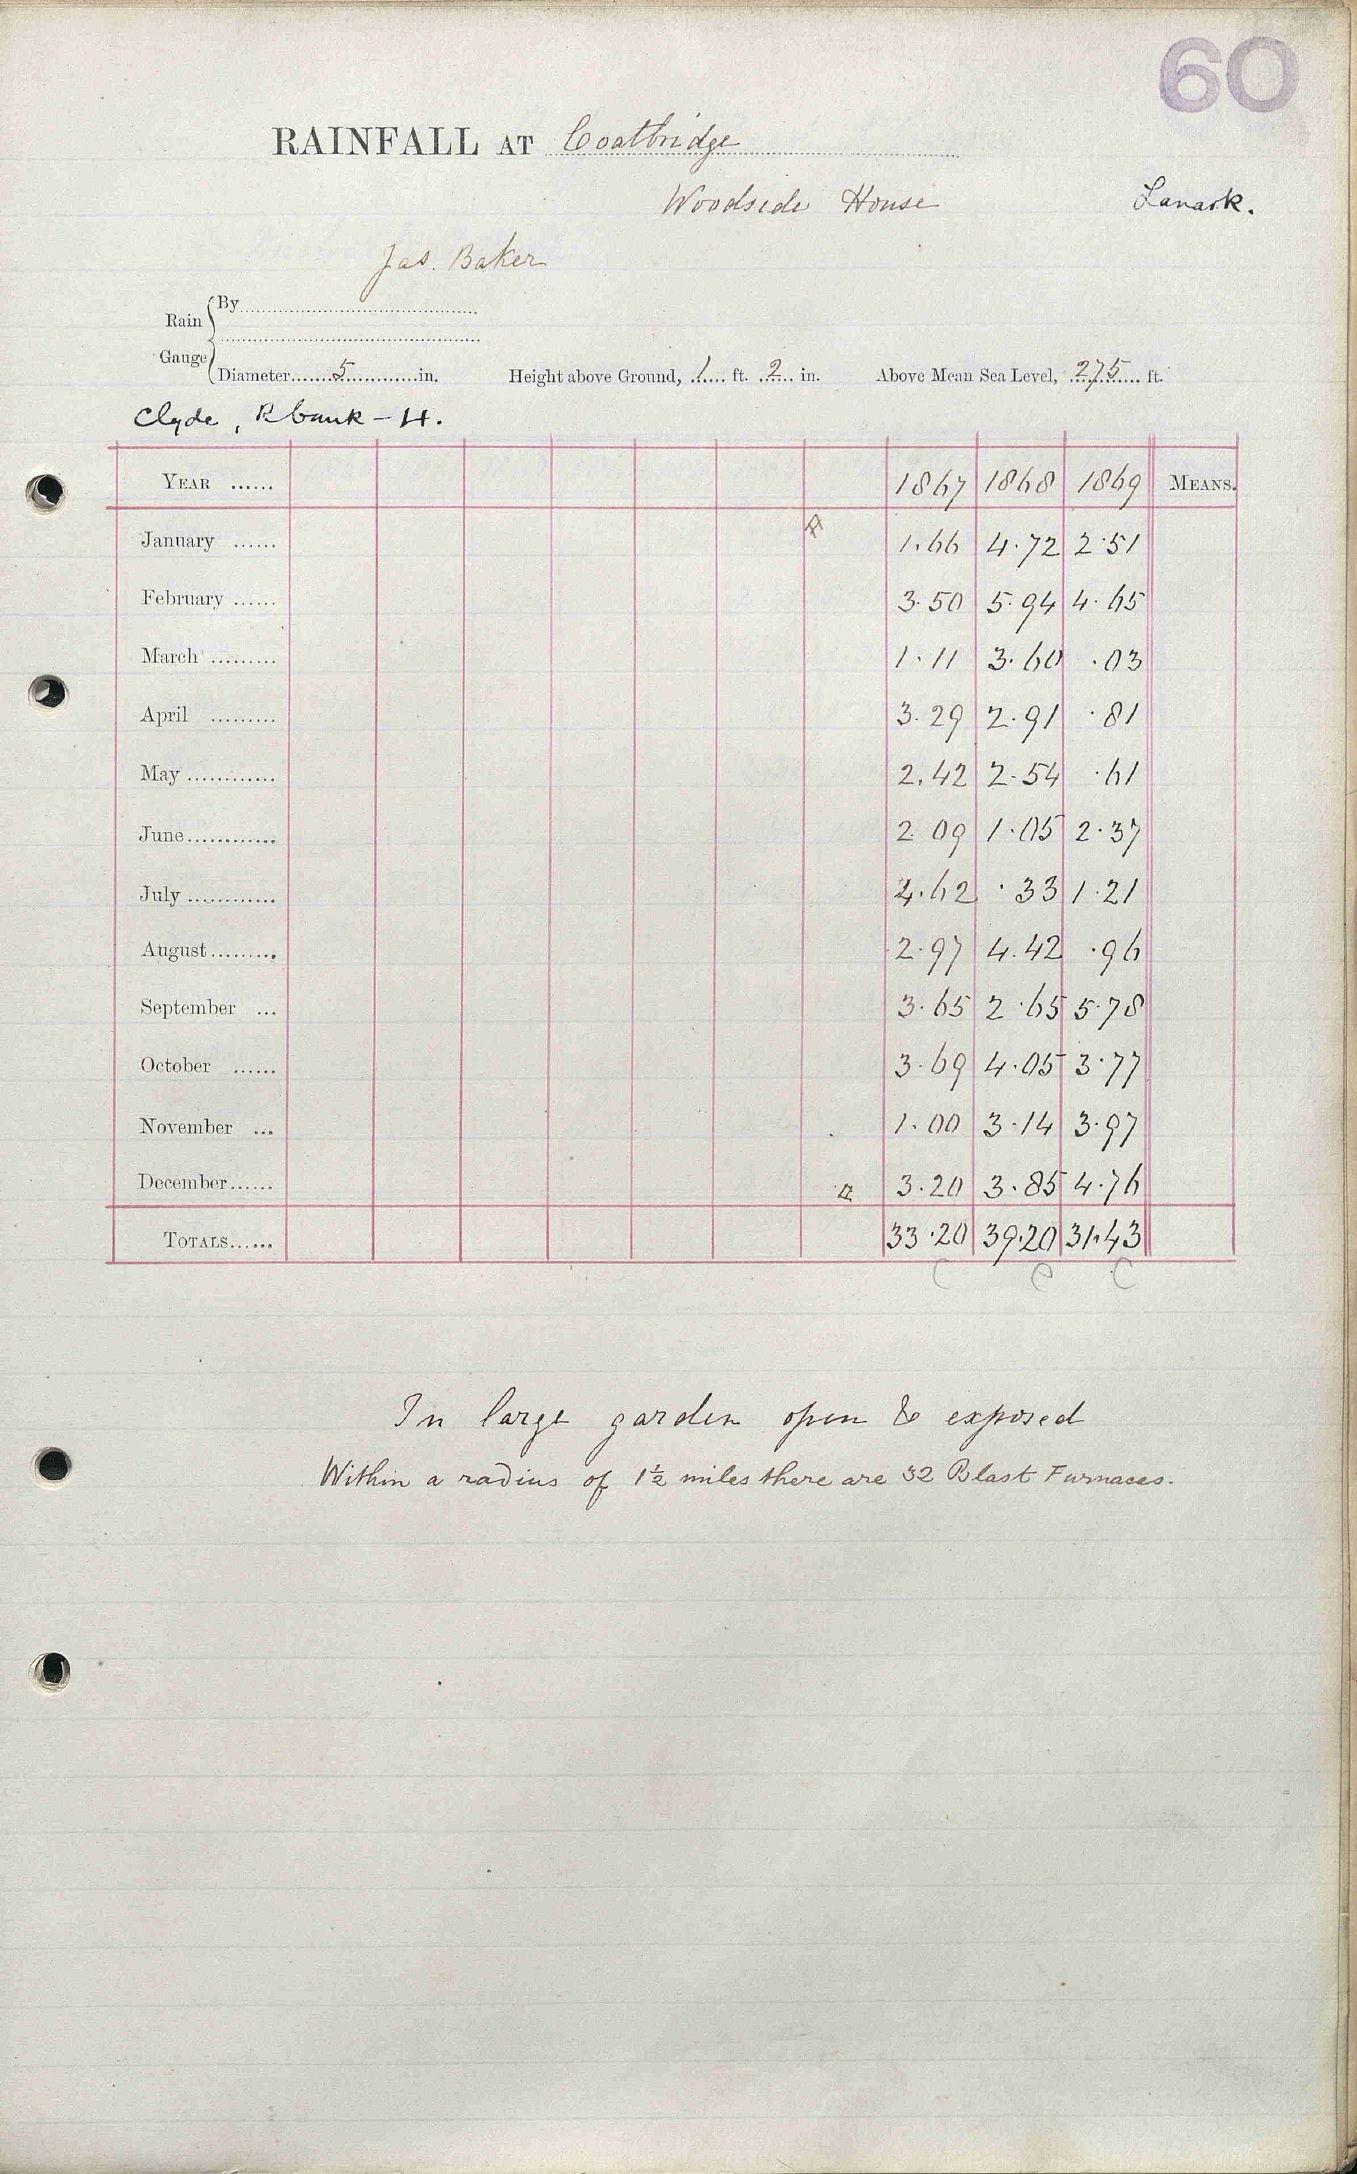 60
RAINFALL AT Coatbridge
Woodside House Lanark.
Jas. Baker
Rain Gauge
By
Diameter 5 in. Height above Ground, 1 ft. 2 in. Above Mean Sea Level, 275 ft.
Clyde, R bank - H.
YEAR ...... 1867 1868 1869 MEANS.
January ...... 1.66 4.72 2.51
February ...... 3.50 5.94 4.65
March ......... 1.11 3.60 .03
April ......... 3.29 2.91 .81
May ............ 2.42 2.54 .61
June ............ 2.09 1.05 2.37
July ............ 4.62 .33 1.21
August ......... 2.97 4.42 .96
September ... 3.65 2.65 5.78
October ...... 3.69 4.05 3.77
November ... 1.00 3.14 3.97
December ...... 3.20 3.85 4.76
TOTALS ...... 33.20 39.20 31.43
C C C
In large garden open & exposed
Within a radius of 1½ miles there are 32 Blast Furnaces.